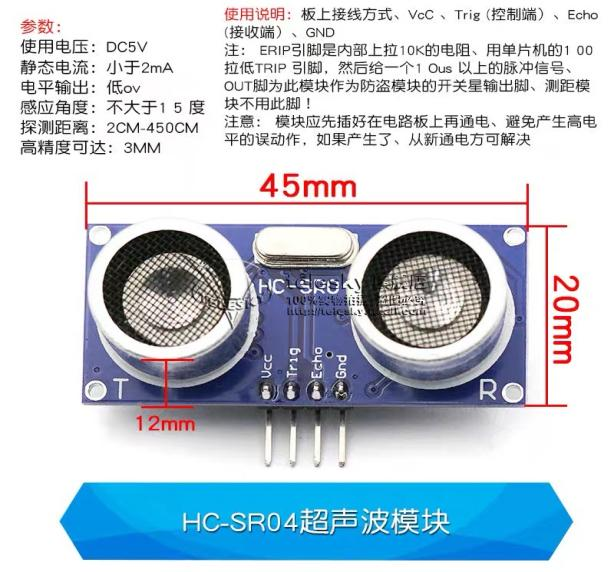 参数：
使用电压：DC5V
静态电流：小于2mA
电平输出：低ov
感应角度：不大于15度
探测距离：2CM-450CM
高精度可达：3MM
使用说明：板上接线方式、VcC 、Trig (控制端）、Echo
(接收端）、GND
注： ERIP引脚是内部上拉10K的电阻、用单片机的1 00
拉低TRIP 引脚，然后给一个1 Ous 以上的脉冲信号、
OUT脚为此模块作为防盗模块的开关星输出脚、测距模
块不用此脚！
注意： 模块应先插好在电路板上再通电、避免产生高电
平的误动作，如果产生了、从新通电方可解决
45mm
20mm
HC-SR04
100%实物拍摄
Vcc
Trig
Echo
Gnd
T
R
12mm
HC-SR04超声波模块